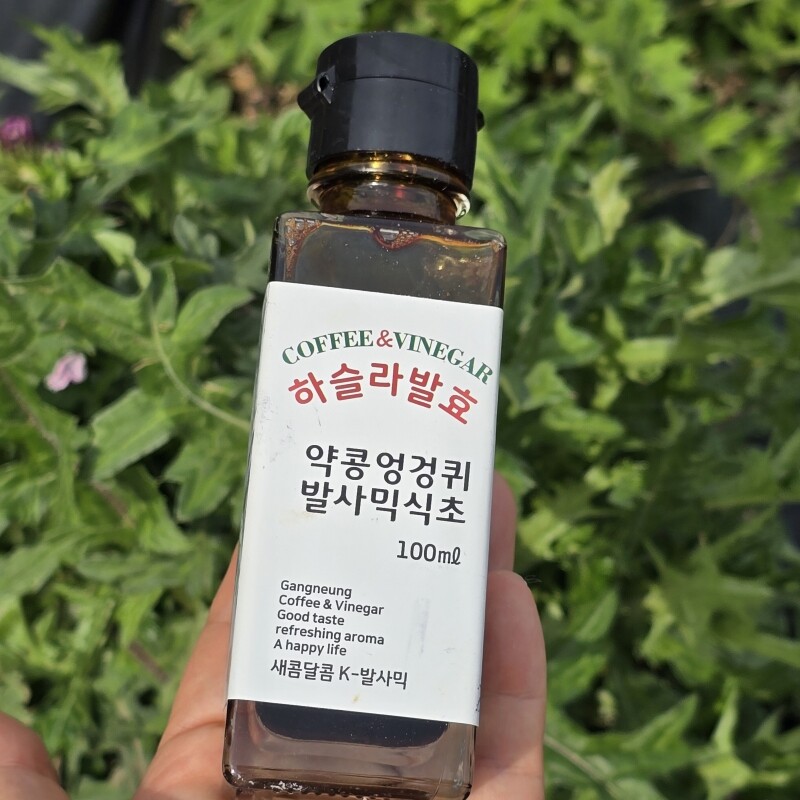 COFFEE&VINEGAR
하슬라발효
약콩엉겅퀴
발사믹식초
100㎖
Gangneung
Coffee & Vinegar
Good taste
refreshing aroma
A happy life
새콤달콤 K-발사믹